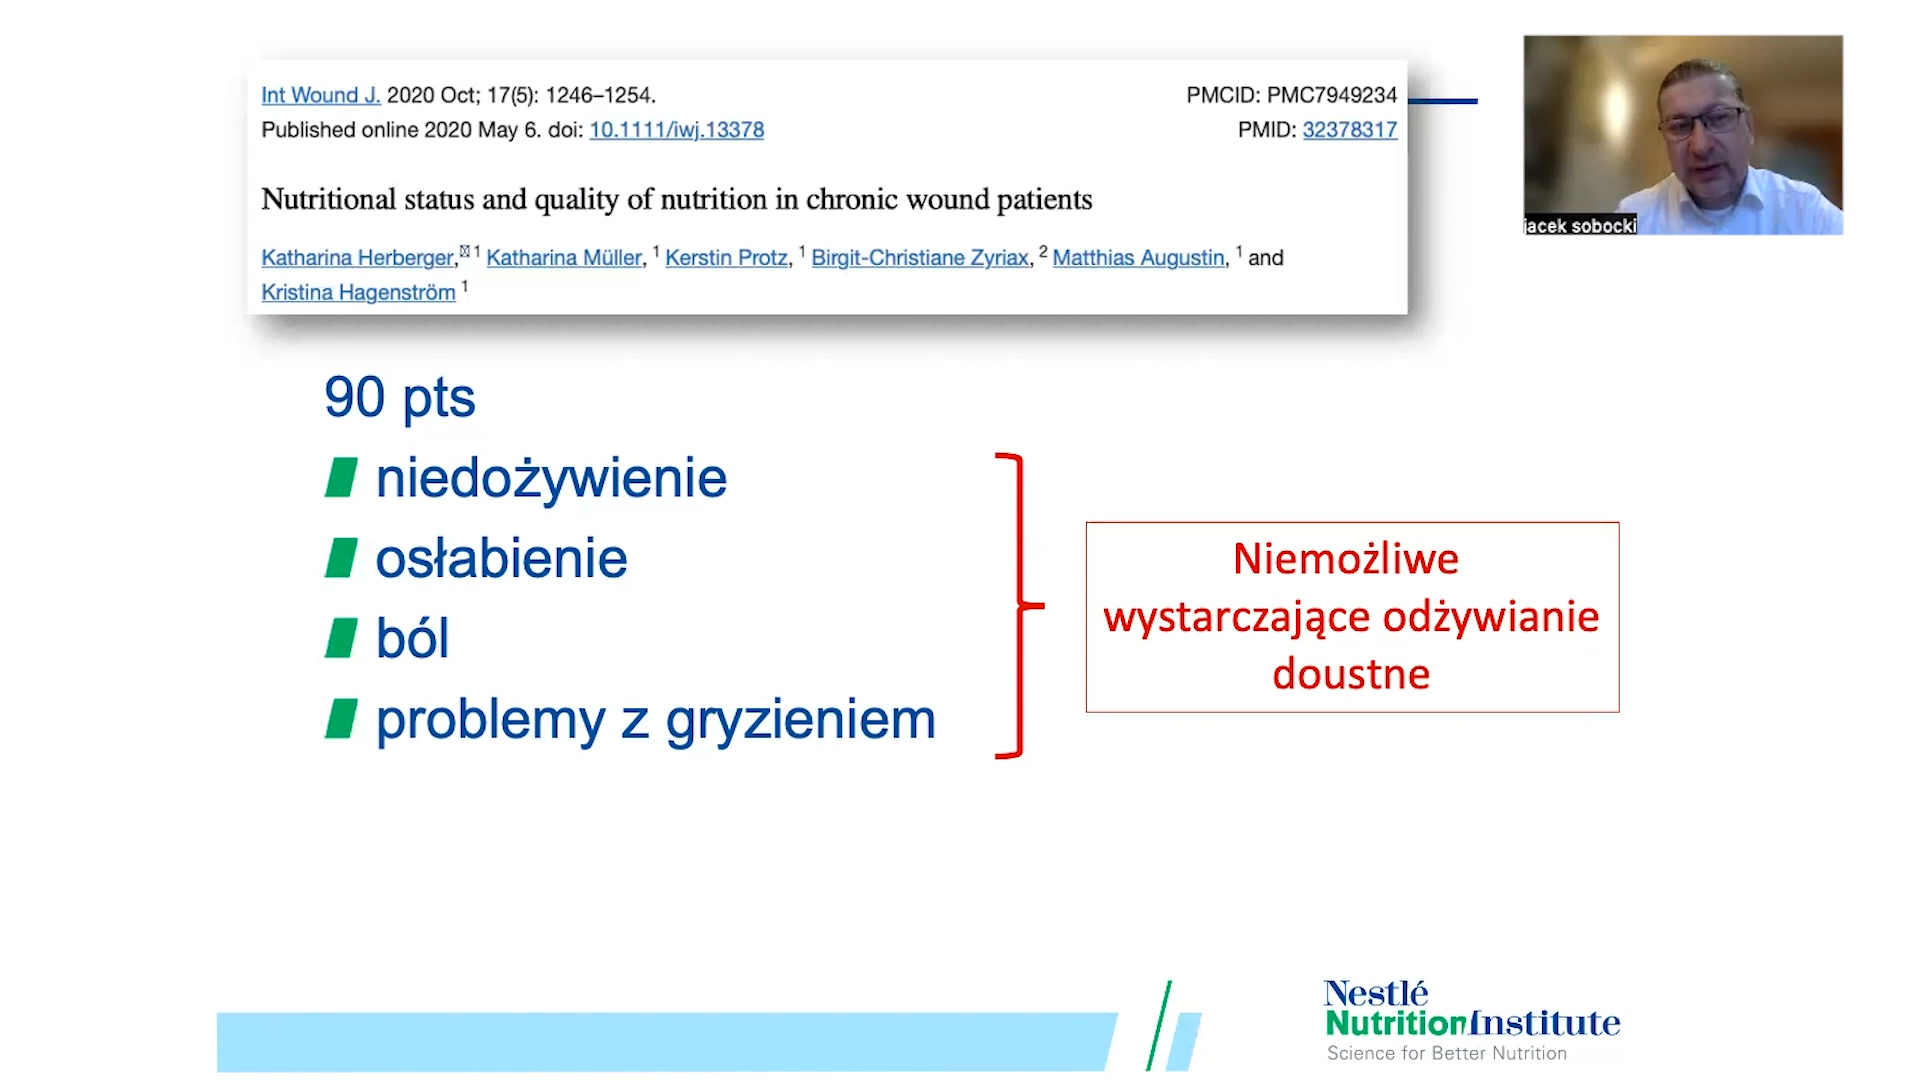 Int Wound J. 2020 Oct; 17(5): 1246–1254.
PMCID: PMC7949234
Published online 2020 May 6. doi: 10.1111/iwj.13378
PMID: 32378317
Nutritional status and quality of nutrition in chronic wound patients
Katharina Herberger, 1 Katharina Müller, 1 Kerstin Protz, 1 Birgit-Christiane Zyriax, 2 Matthias Augustin, 1 and
Kristina Hagenström 1
jacek sobocki
90 pts
niedożywienie
osłabienie
ból
problemy z gryzieniem
Niemożliwe
wystarczające odżywianie
doustne
Nestlé
NutritionInstitute
Science for Better Nutrition